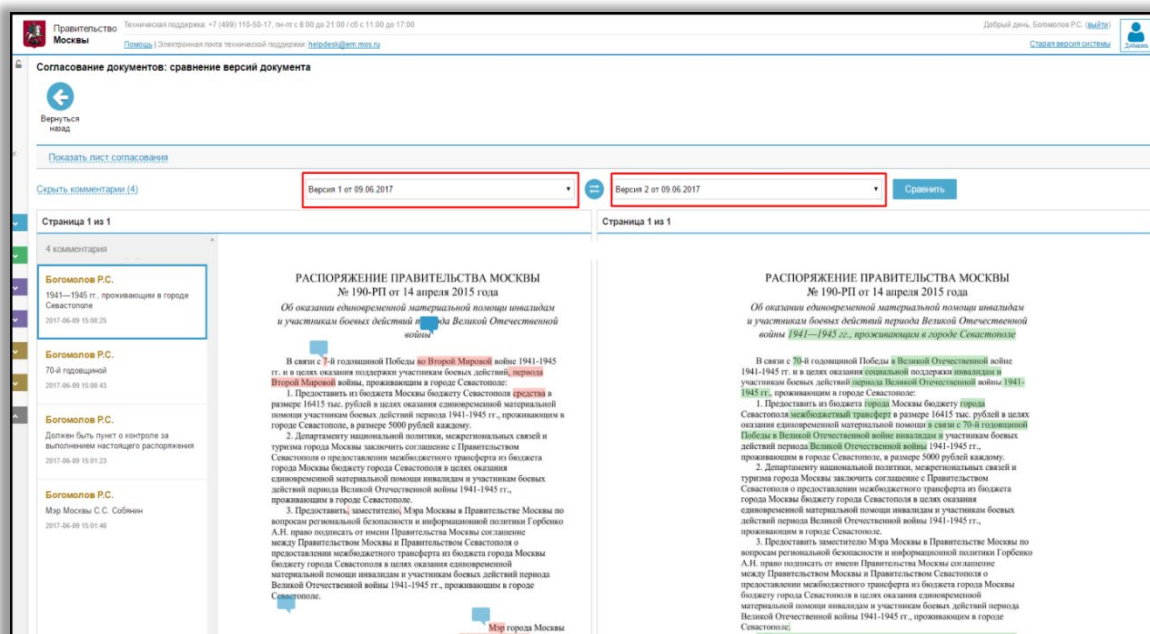 Правительство
Москвы
Техническая поддержка: +7 (499) 110-50-17, пн-пт с 8:00 до 21:00 / сб с 11:00 до 17:00
Помощь | Электронная почта технической поддержки: helpdesk@em.mos.ru
Добрый день, Богомолов Р.С. (выйти)
Старая версия системы
Добавить
Согласование документов: сравнение версий документа
Вернуться
назад
Показать лист согласования
Скрыть комментарии (4)
Версия 1 от 09.06.2017
Версия 2 от 09.06.2017
Сравнить
Страница 1 из 1
Страница 1 из 1
4 комментария
Богомолов Р.С.
1941—1945 гг. проживающим в городе
Севастополе
2017-06-09 15:00:25
Богомолов Р.С.
70-й годовщиной
2017-06-09 15:00:43
Богомолов Р.С.
Должен быть пункт о контроле за
выполнением настоящего распоряжения
2017-06-09 15:01:23
Богомолов Р.С.
Мэр Москвы С.С. Собянин
2017-06-09 15:01:46
РАСПОРЯЖЕНИЕ ПРАВИТЕЛЬСТВА МОСКВЫ
№ 190-РП от 14 апреля 2015 года
Об оказании единовременной материальной помощи инвалидам
и участникам боевых действий Великой Отечественной
войны
В связи с 7-й годовщиной Победы во Второй Мировой войне 1941-1945
гг. и в целях оказания поддержки участникам боевых действий, периода
Второй Мировой войны, проживающим в городе Севастополе:
1. Предоставить из бюджета Москвы бюджету Севастополя средства в
размере 16415 тыс. рублей в целях оказания единовременной материальной
помощи участникам боевых действий периода 1941-1945 гг., проживающим в
городе Севастополе, в размере 5000 рублей каждому.
2. Департаменту национальной политики, межрегиональных связей и
туризма города Москвы заключить соглашение с Правительством
Севастополя о предоставлении межбюджетного трансферта из бюджета
города Москвы бюджету города Севастополя в целях оказания
единовременной материальной помощи инвалидам и участникам боевых
действий периода Великой Отечественной войны 1941-1945 гг.,
проживающим в городе Севастополе.
3. Предоставить, заместителю, Мэра Москвы в Правительстве Москвы по
вопросам региональной безопасности и информационной политики Горбенко
А.Н. право подписать от имени Правительства Москвы соглашение
между Правительством Москвы и Правительством Севастополя о
предоставлении межбюджетного трансферта из бюджета города Москвы
бюджету города Севастополя в целях оказания единовременной
материальной помощи инвалидам и участникам боевых действий периода
Великой Отечественной войны 1941-1945 гг., проживающим в городе
Севастополе.
Мэр города Москвы
РАСПОРЯЖЕНИЕ ПРАВИТЕЛЬСТВА МОСКВЫ
№ 190-РП от 14 апреля 2015 года
Об оказании единовременной материальной помощи инвалидам
и участникам боевых действий периода Великой Отечественной
войны 1941—1945 гг., проживающим в городе Севастополе
В связи с 70-й годовщиной Победы в Великой Отечественной войне
1941-1945 гг. и в целях оказания социальной поддержки инвалидам и
участникам боевых действий периода Великой Отечественной войны 1941-
1945 гг., проживающим в городе Севастополе:
1. Предоставить из бюджета города Москвы бюджету города
Севастополя межбюджетный трансферт в размере 16415 тыс. рублей в целях
оказания единовременной материальной помощи в связи с 70-й годовщиной
Победы в Великой Отечественной войне инвалидам и участникам боевых
действий периода Великой Отечественной войны 1941-1945 гг.,
проживающим в городе Севастополе, в размере 5000 рублей каждому.
2. Департаменту национальной политики, межрегиональных связей и
туризма города Москвы заключить соглашение с Правительством
Севастополя о предоставлении межбюджетного трансферта из бюджета
города Москвы бюджету города Севастополя в целях оказания
единовременной материальной помощи инвалидам и участникам боевых
действий периода Великой Отечественной войны 1941-1945 гг.,
проживающим в городе Севастополе.
3. Предоставить заместителю Мэра Москвы в Правительстве Москвы по
вопросам региональной безопасности и информационной политики Горбенко
А.Н. право подписать от имени Правительства Москвы соглашение
между Правительством Москвы и Правительством Севастополя о
предоставлении межбюджетного трансферта из бюджета города Москвы
бюджету города Севастополя в целях оказания единовременной
материальной помощи инвалидам и участникам боевых действий периода
Великой Отечественной войны 1941-1945 гг., проживающим в городе
Севастополе.